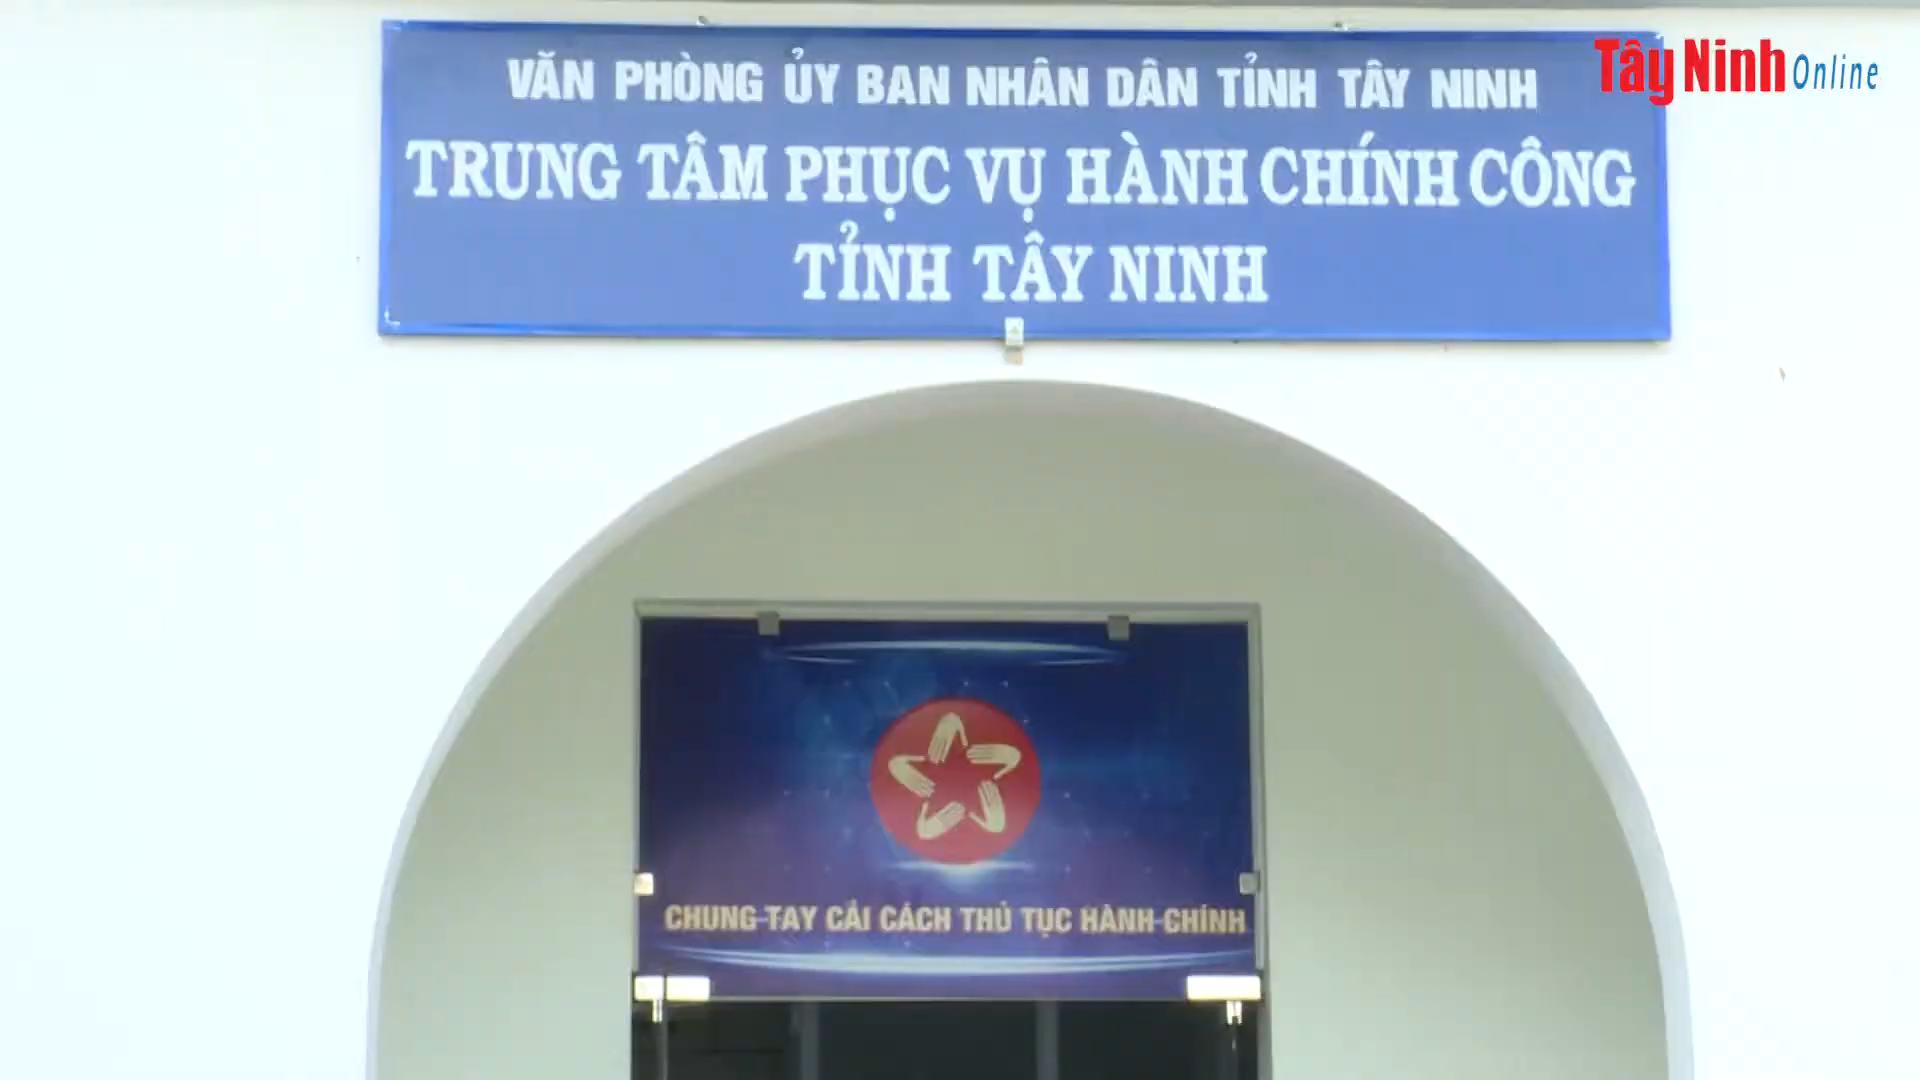 VĂN PHÒNG ỦY BAN NHÂN DÂN TỈNH TÂY NINH
Tây Ninh Online
TRUNG TÂM PHỤC VỤ HÀNH CHÍNH CÔNG
TỈNH TÂY NINH
CHUNG TAY CẢI CÁCH THỦ TỤC HÀNH CHÍNH